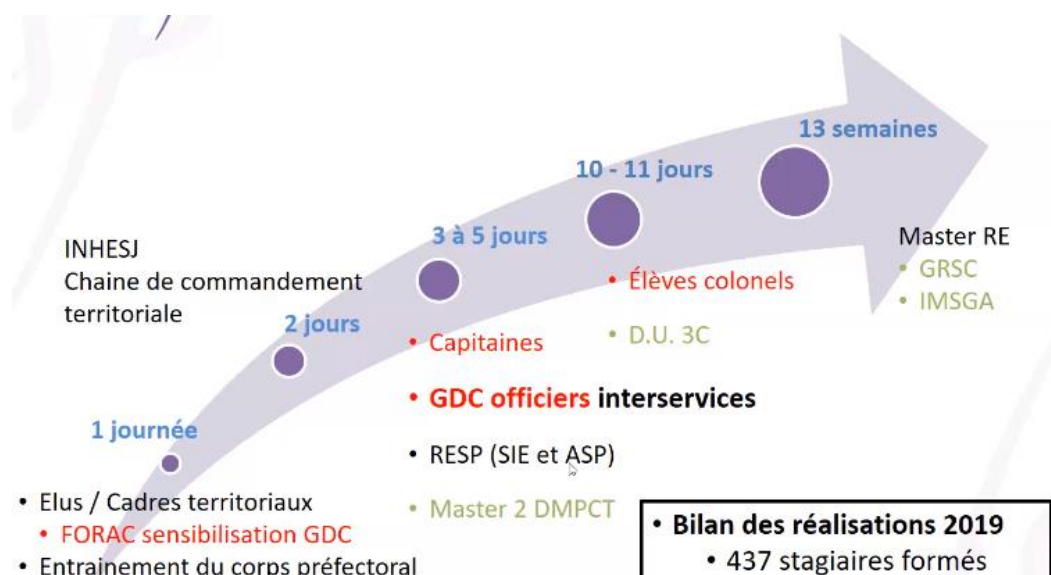 13 semaines
10 - 11 jours
3 à 5 jours
INHESJ
Chaine de commandement
territoriale
2 jours
1 journée
• Elus / Cadres territoriaux
• FORAC sensibilisation GDC
• Entrainement du corps préfectoral
• Capitaines
• GDC officiers interservices
• RESP (SIE et ASP)
• Master 2 DMPCT
• Élèves colonels
• D.U. 3C
Master RE
• GRSC
• IMSGA
• Bilan des réalisations 2019
• 437 stagiaires formés